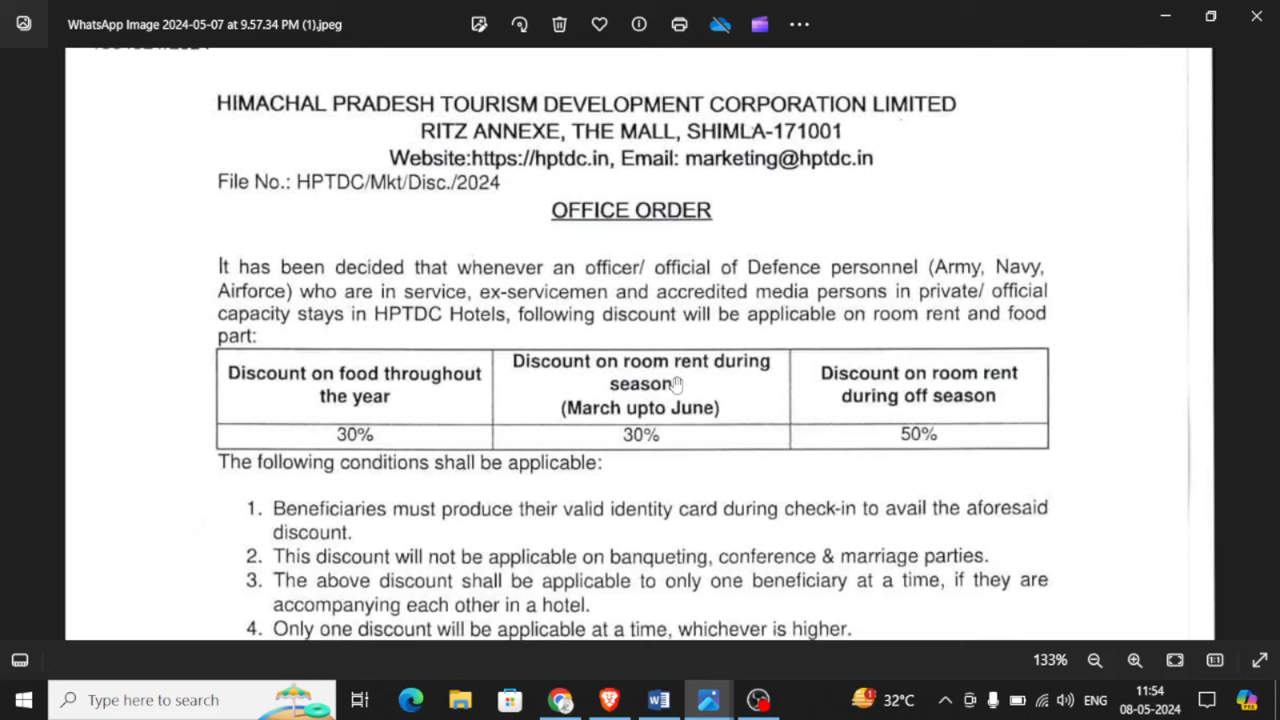 WhatsApp Image 2024-05-07 at 9.57.34 PM (1).jpeg
HIMACHAL PRADESH TOURISM DEVELOPMENT CORPORATION LIMITED
RITZ ANNEXE, THE MALL, SHIMLA-171001
Website:https://hptdc.in, Email: marketing@hptdc.in
File No.: HPTDC/Mkt/Disc./2024
OFFICE ORDER
It has been decided that whenever an officer/ official of Defence personnel (Army, Navy,
Airforce) who are in service, ex-servicemen and accredited media persons in private/ official
capacity stays in HPTDC Hotels, following discount will be applicable on room rent and food
part:
Discount on food throughout
the year
Discount on room rent during
season
(March upto June)
Discount on room rent
during off season
30%
30%
50%
The following conditions shall be applicable:
1. Beneficiaries must produce their valid identity card during check-in to avail the aforesaid
discount.
2. This discount will not be applicable on banqueting, conference & marriage parties.
3. The above discount shall be applicable to only one beneficiary at a time, if they are
accompanying each other in a hotel.
4. Only one discount will be applicable at a time, whichever is higher.
133%
1:1
Type here to search
1
32°C
ENG
11:54
08-05-2024